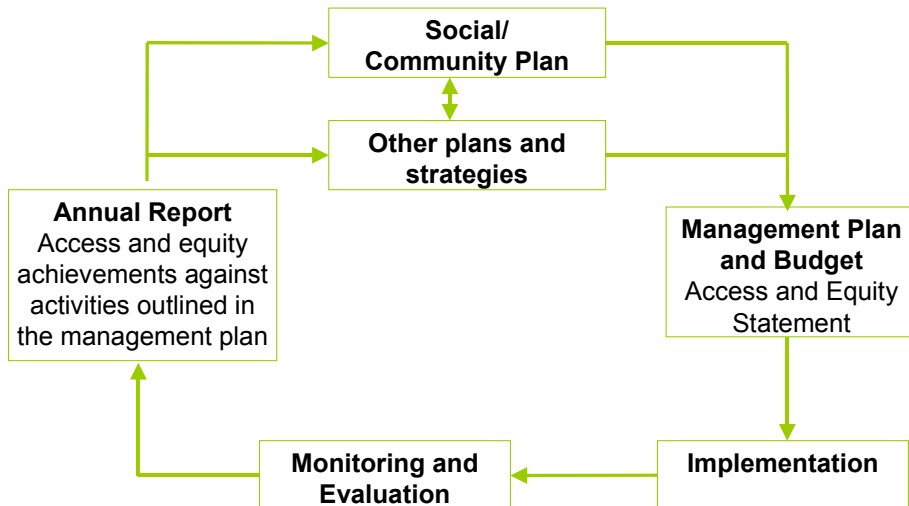 Social/
Community Plan
Other plans and
strategies
Annual Report
Access and equity
achievements against
activities outlined in
the management plan
Management Plan
and Budget
Access and Equity
Statement
Monitoring and
Evaluation
Implementation